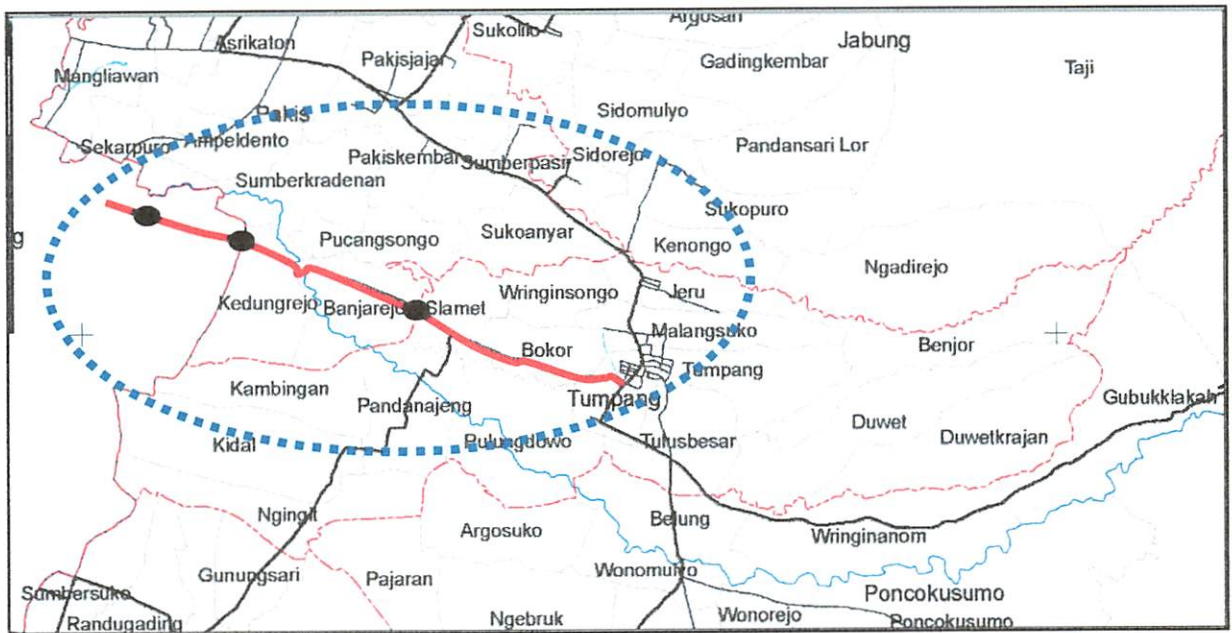 Argosari
Sukolilo
Asrikaton
Jabung
Pakisjajar
Gadingkembar
Taji
Mangliawan
Sidomulyo
Pakis
Sekarpuro
Ampeldento
Pandansari Lor
Pakiskembar
Sumberpasir
Sidorejo
Sumberkradenan
Sukopuro
g
Pucangsongo
Sukoanyar
Kenongo
Ngadirejo
Kedungrejo
Banjarejo
Slamet
Wringinsongo
Jeru
Malangsuko
Bokor
Benjor
Tumpang
Kambingan
Pandanajeng
Tumpang
Gubukklakah
Duwet
Duwetkrajan
Kidal
Pulungdowo
Tulusbesar
Ngingit
Argosuko
Belung
Wringinanom
Gunungsari
Pajaran
Wonomulyo
Sumbersuko
Poncokusumo
Randugading
Ngebruk
Wonorejo
Poncokusumo